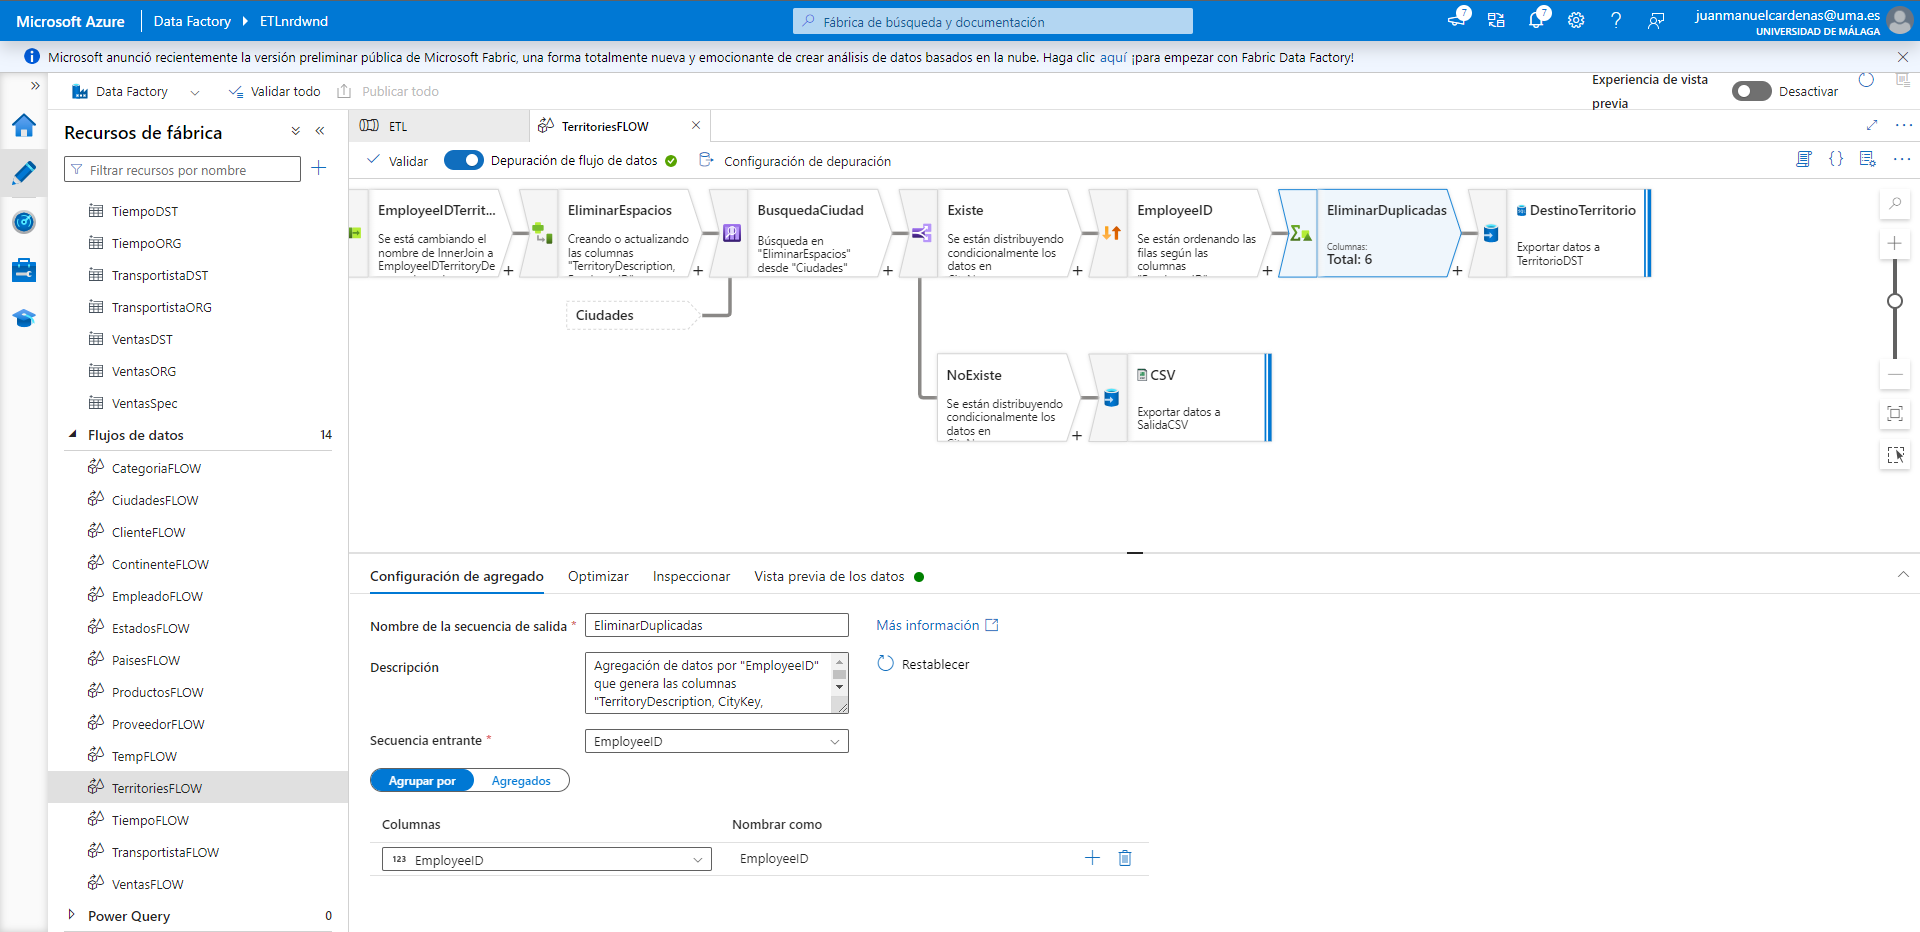 Microsoft Azure
Data Factory
ETLnrdwnd
Fábrica de búsqueda y documentación
7
7
juanmanuelcardenas@uma.es
UNIVERSIDAD DE MÁLAGA
Microsoft anunció recientemente la versión preliminar pública de Microsoft Fabric, una forma totalmente nueva y emocionante de crear análisis de datos basados en la nube. Haga clic aquí ¡para empezar con Fabric Data Factory!
Data Factory
Validar todo
Publicar todo
Experiencia de vista
previa
Desactivar
Recursos de fábrica
Filtrar recursos por nombre
TiempoDST
TiempoORG
TransportistaDST
TransportistaORG
VentasDST
VentasORG
VentasSpec
Flujos de datos 14
CategoriaFLOW
CiudadesFLOW
ClienteFLOW
ContinenteFLOW
EmpleadoFLOW
EstadosFLOW
PaisesFLOW
ProductosFLOW
ProveedorFLOW
TempFLOW
TerritoriesFLOW
TiempoFLOW
TransportistaFLOW
VentasFLOW
Power Query 0
ETL
TerritoriesFLOW
Validar
Depuración de flujo de datos
Configuración de depuración
EmployeeIDTerrit...
Se está cambiando el
nombre de InnerJoin a
EmployeeIDTerritoryDe
EliminarEspacios
Creando o actualizando
las columnas
"TerritoryDescription,
BusquedaCiudad
Búsqueda en
"EliminarEspacios"
desde "Ciudades"
Existe
Se están distribuyendo
condicionalmente los
datos en
EmployeeID
Se están ordenando las
filas según las
columnas
EliminarDuplicadas
Columnas:
Total: 6
DestinoTerritorio
Exportar datos a
TerritorioDST
Ciudades
NoExiste
Se están distribuyendo
condicionalmente los
datos en
CSV
Exportar datos a
SalidaCSV
Configuración de agregado
Optimizar
Inspeccionar
Vista previa de los datos
Nombre de la secuencia de salida *
EliminarDuplicadas
Más información
Descripción
Agregación de datos por "EmployeeID"
que genera las columnas
"TerritoryDescription, CityKey,
Restablecer
Secuencia entrante *
EmployeeID
Agrupar por
Agregados
Columnas
Nombrar como
123 EmployeeID
EmployeeID